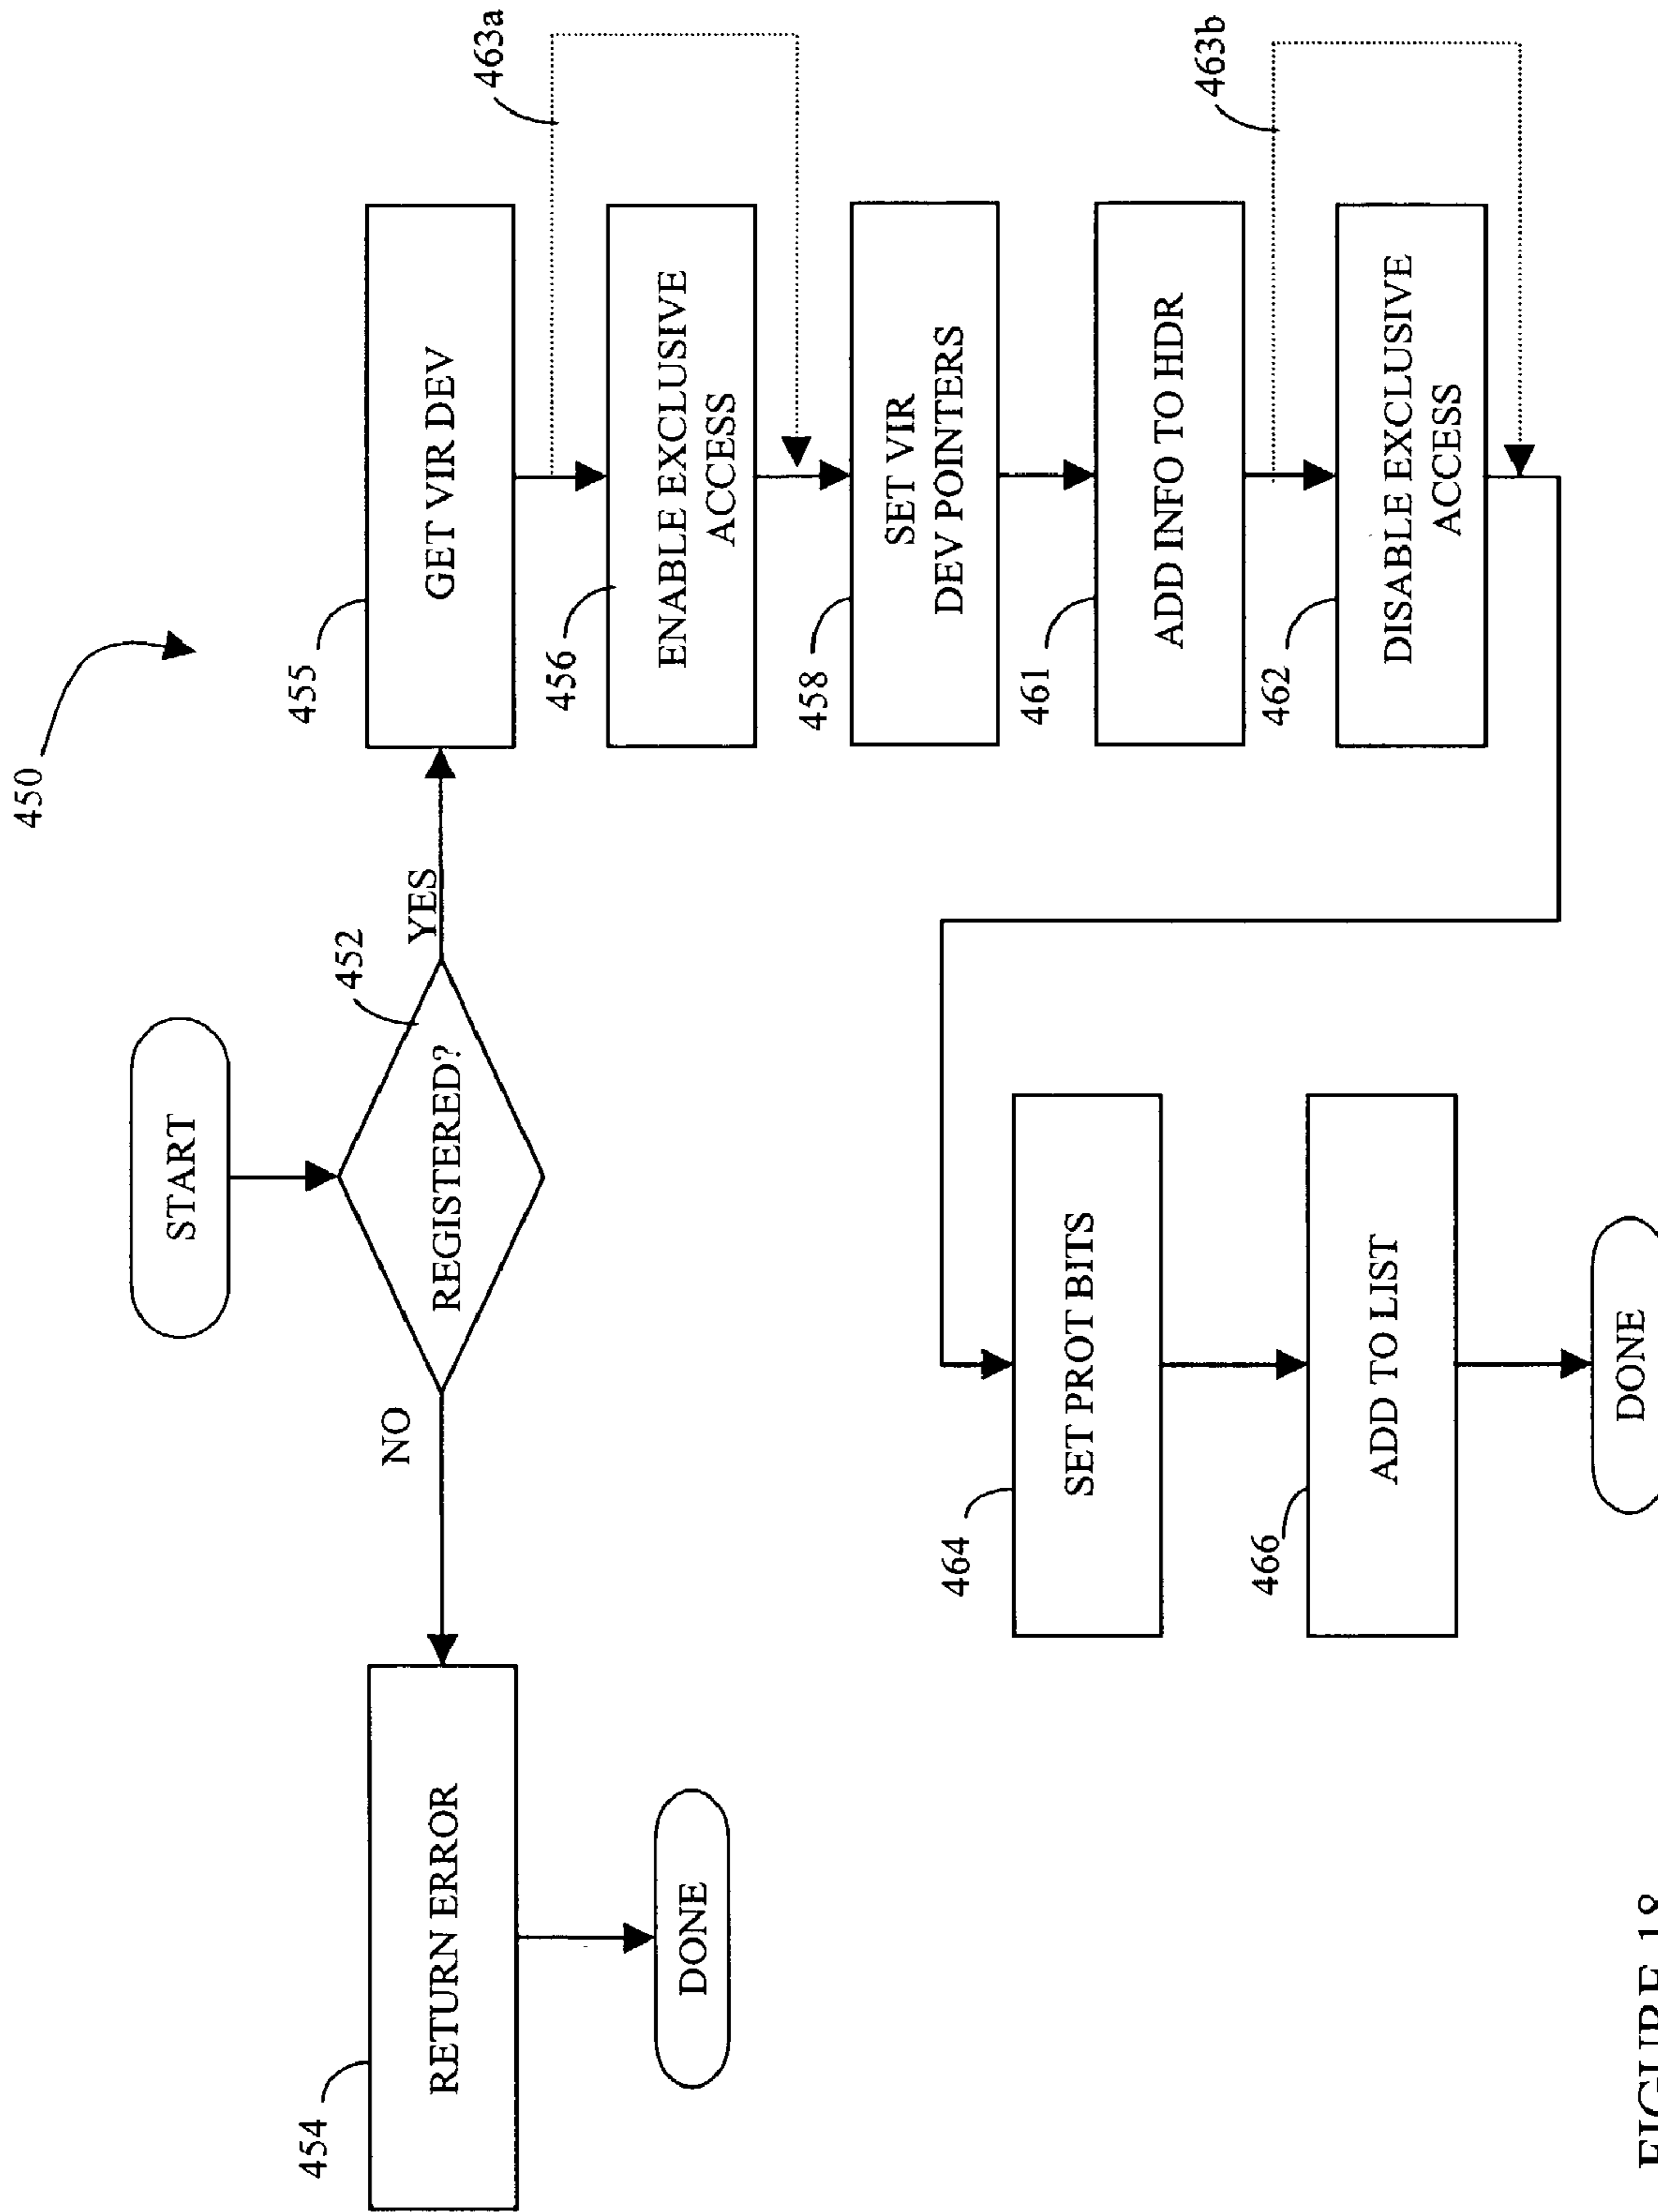 450
START
REGISTERED?
452
NO
YES
454
RETURN ERROR
DONE
455
GET VIR DEV
463a
456
ENABLE EXCLUSIVE
ACCESS
458
SET VIR
DEV POINTERS
461
ADD INFO TO HDR
463b
462
DISABLE EXCLUSIVE
ACCESS
464
SET PROT BITS
466
ADD TO LIST
DONE
FIGURE 18